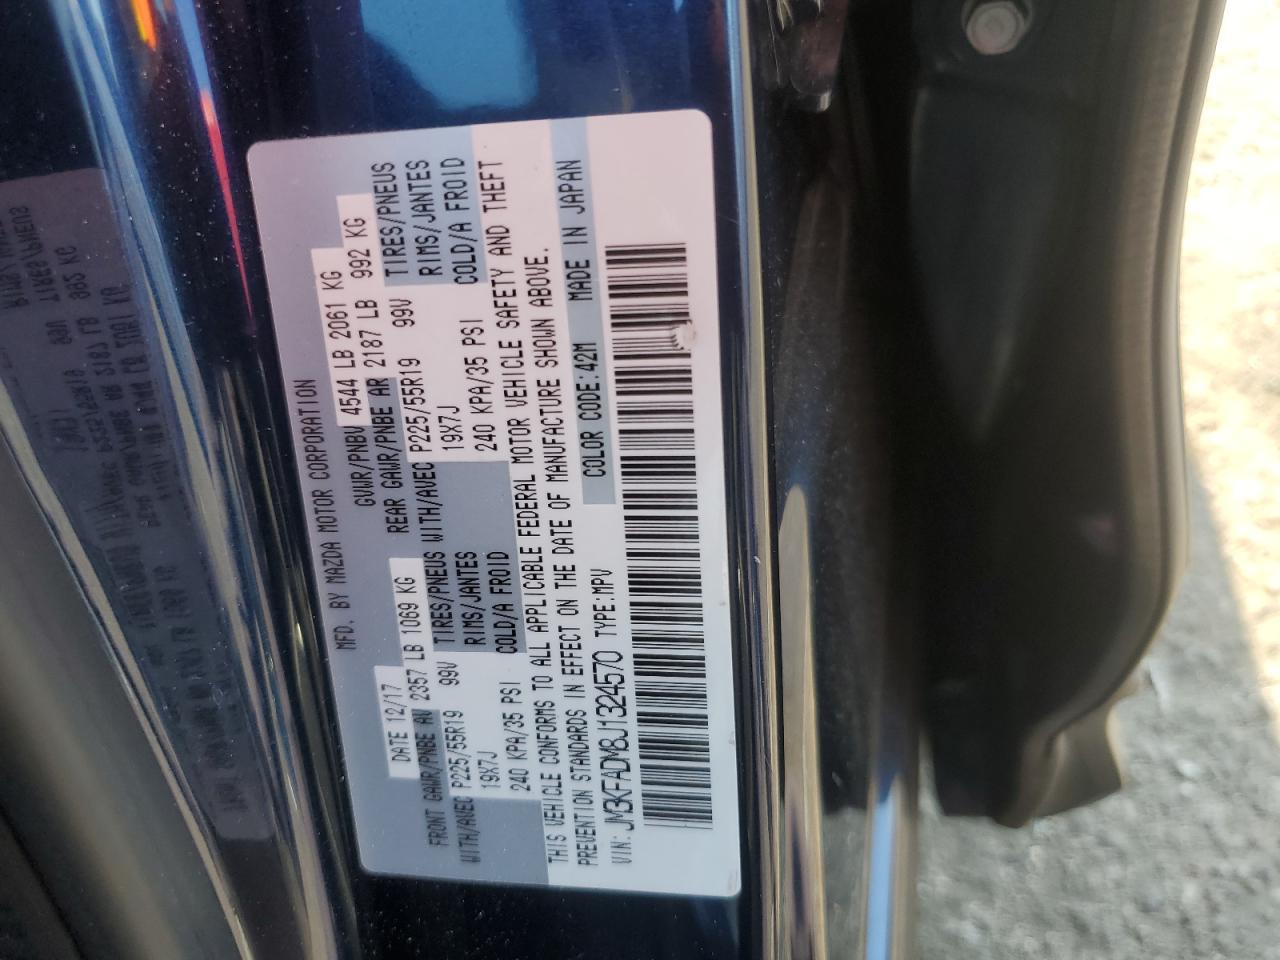 MFD. BY MAZDA MOTOR CORPORATION
DATE 12/17 GVWR/PNBV 4544 LB 2061 KG
FRONT GAWR/PNBE AV 2357 LB 1069 KG REAR GAWR/PNBE AR 2187 LB 992 KG
WITH/AVEC P225/55R19 99V TIRES/PNEUS WITH/AVEC P225/55R19 99V TIRES/PNEUS
19X7J RIMS/JANTES 19X7J RIMS/JANTES
240 KPA/35 PSI COLD/A FROID 240 KPA/35 PSI COLD/A FROID
THIS VEHICLE CONFORMS TO ALL APPLICABLE FEDERAL MOTOR VEHICLE SAFETY AND THEFT
PREVENTION STANDARDS IN EFFECT ON THE DATE OF MANUFACTURE SHOWN ABOVE.
VIN: JM3KFADM8J1324570 TYPE:MPV COLOR CODE:42M MADE IN JAPAN